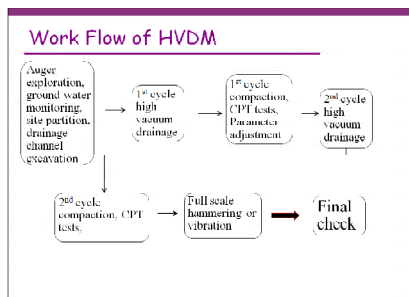 Work Flow of HVDM
Auger
exploration,
ground water
monitoring,
site partition,
drainage
channel
excavation
1st cycle
high
vacuum
drainage
1st cycle
compaction,
CPT tests,
Parameter
adjustment
2nd cycle
high
vacuum
drainage
2nd cycle
compaction, CPT
tests,
Full scale
hammering or
vibration
Final
check